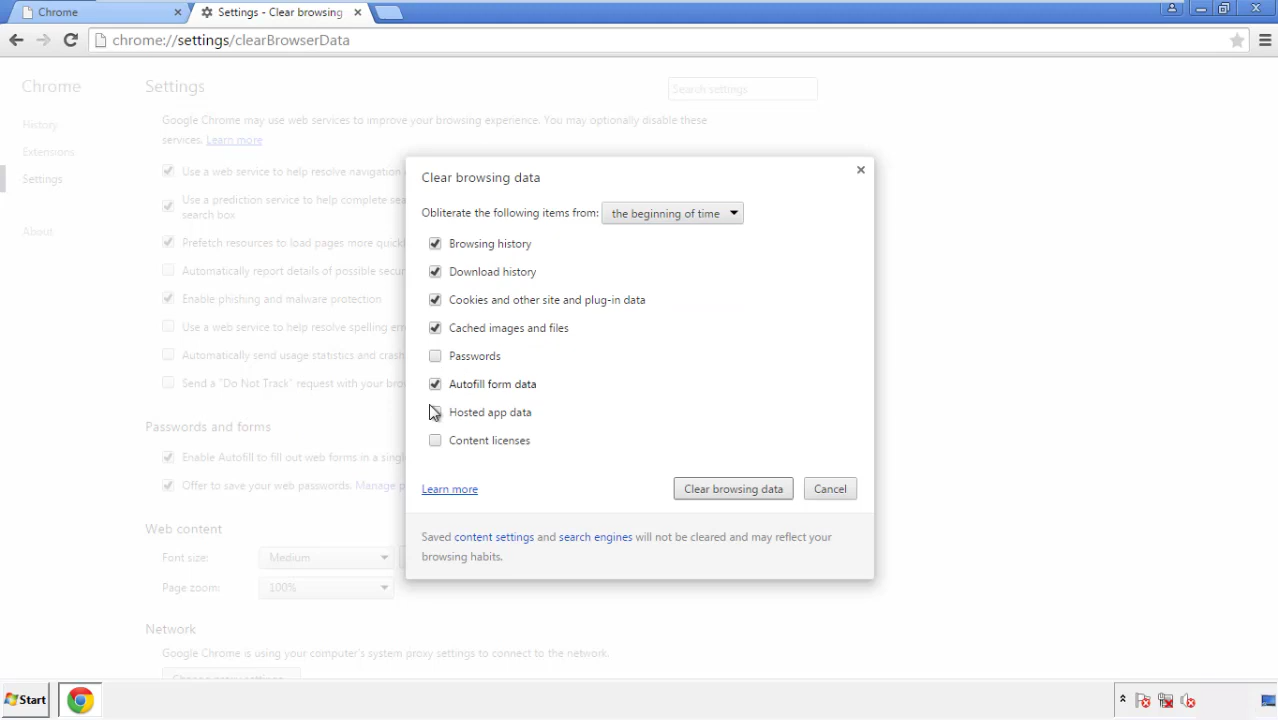 Chrome
Settings - Clear browsing
chrome://settings/clearBrowserData
Chrome
History
Extensions
Settings
About
Settings
Search settings
Google Chrome may use web services to improve your browsing experience. You may optionally disable these
services. Learn more
Use a web service to help resolve navigation
Use a prediction service to help complete
search box
Prefetch resources to load pages more
Automatically report details of possible
Enable phishing and malware protection
Use a web service to help resolve spelling
Automatically send usage statistics and
Send a "Do Not Track" request with your
Passwords and forms
Enable Autofill to fill out web forms in a
Offer to save your web passwords. Manage
Web content
Font size: Medium
Page zoom: 100%
Network
Google Chrome is using your computer's system proxy settings to connect to the network.
Clear browsing data
Obliterate the following items from: the beginning of time
Browsing history
Download history
Cookies and other site and plug-in data
Cached images and files
Passwords
Autofill form data
Hosted app data
Content licenses
Learn more
Clear browsing data
Cancel
Saved content settings and search engines will not be cleared and may reflect your
browsing habits.
Start